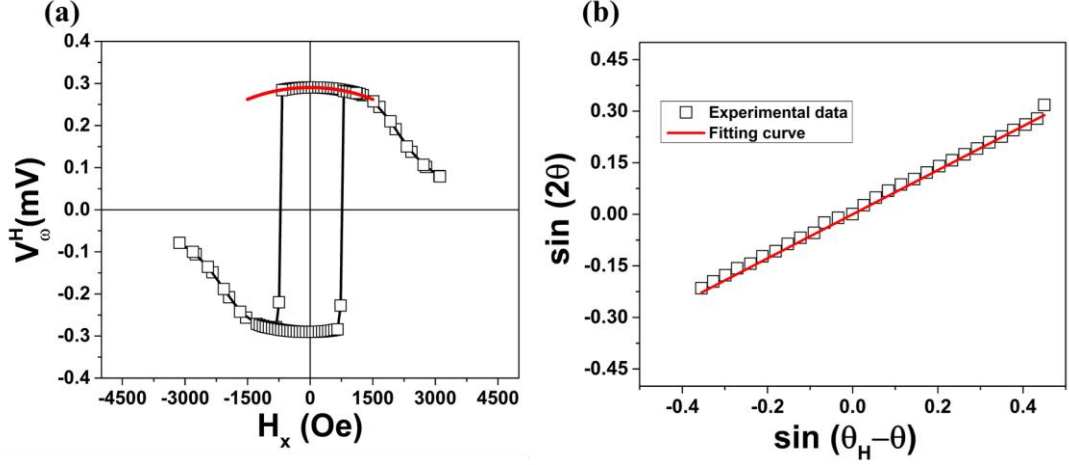 (a)
0.4
0.3
0.2
0.1
0.0
-0.1
-0.2
-0.3
-0.4
V_ω^H(mV)
-4500 -3000 -1500 0 1500 3000 4500
H_x (Oe)
(b)
0.45
0.30
0.15
0.00
-0.15
-0.30
-0.45
sin (2θ)
Experimental data
Fitting curve
-0.4 -0.2 0.0 0.2 0.4
sin (θ_H−θ)